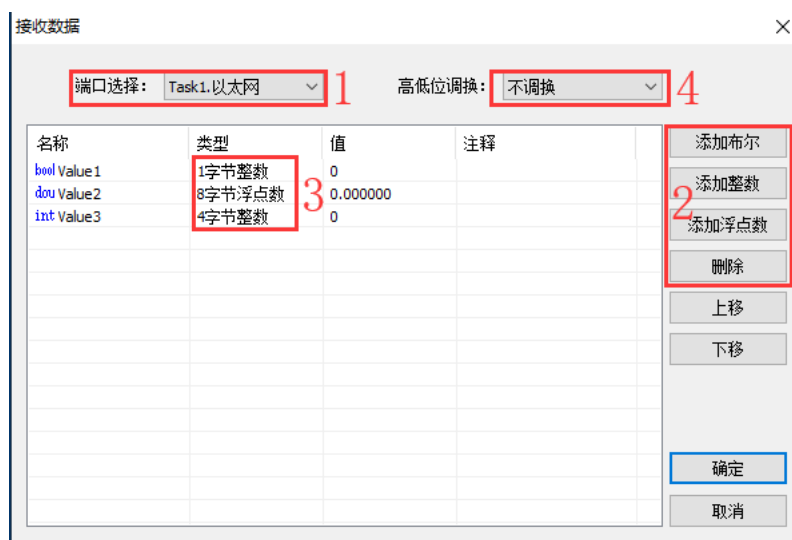 接收数据
端口选择： Task1.以太网 1 高低位调换： 不调换 4
名称 类型 值 注释 添加布尔
bool Value1 1字节整数 0
dou Value2 8字节浮点数 0.000000 添加整数
int Value3 4字节整数 0
3
2
添加浮点数
删除
上移
下移
确定
取消